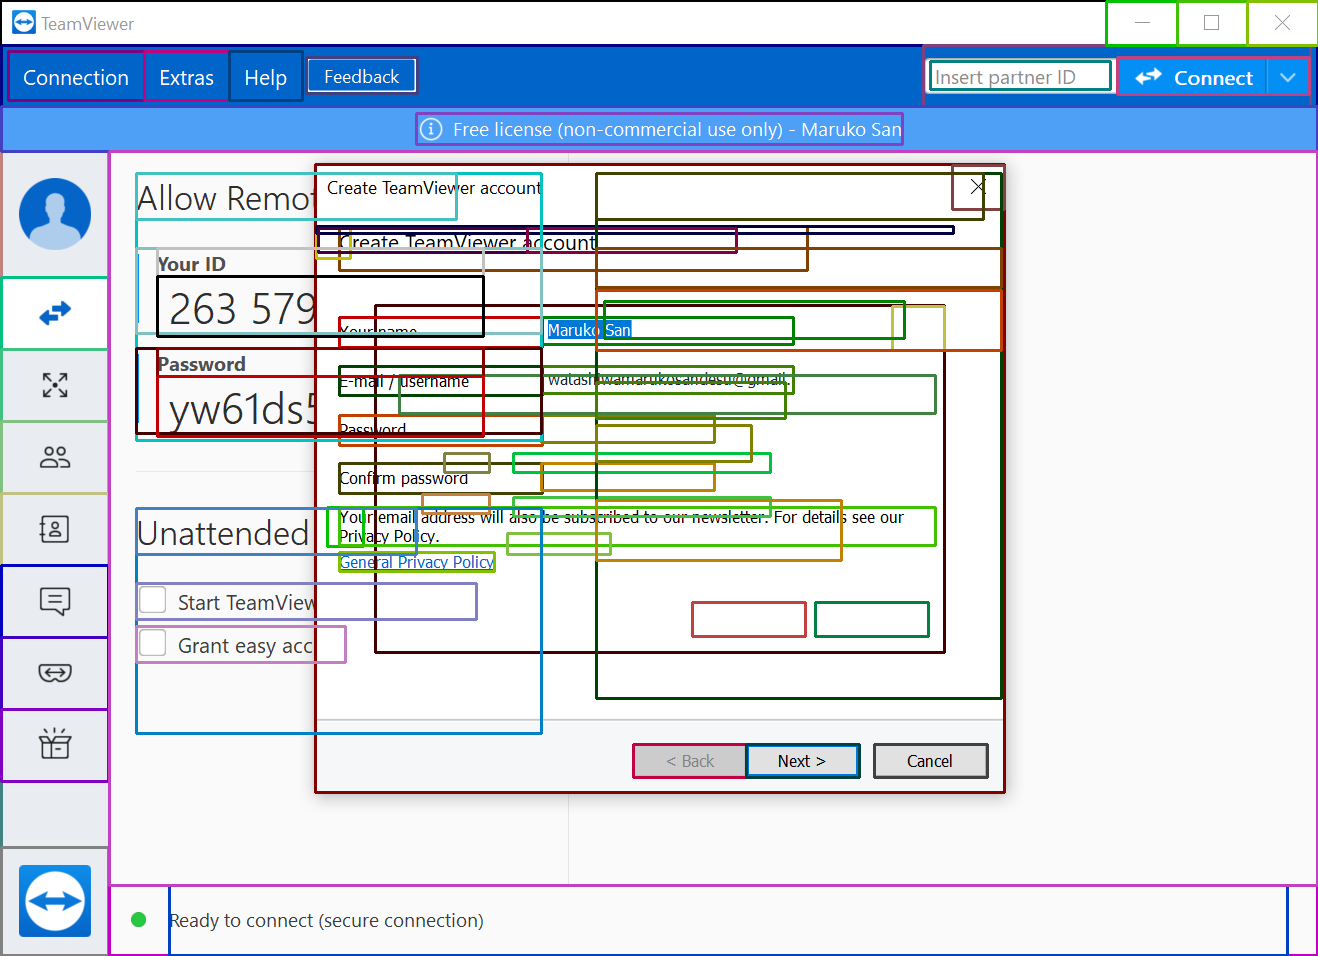 TeamViewer
Connection Extras Help Feedback
Insert partner ID
Connect
Free license (non-commercial use only) - Maruko San
Allow Remot
Create TeamViewer account
Create TeamViewer account
Your ID
263 579
Your name
Maruko San
Password
yw61ds5
E-mail / username
watashiwamarukosandesu@gmail.
Password
Confirm password
Your email address will also be subscribed to our newsletter. For details see our
Privacy Policy.
General Privacy Policy
Unattended
Start TeamView
Grant easy acc
< Back
Next >
Cancel
Ready to connect (secure connection)